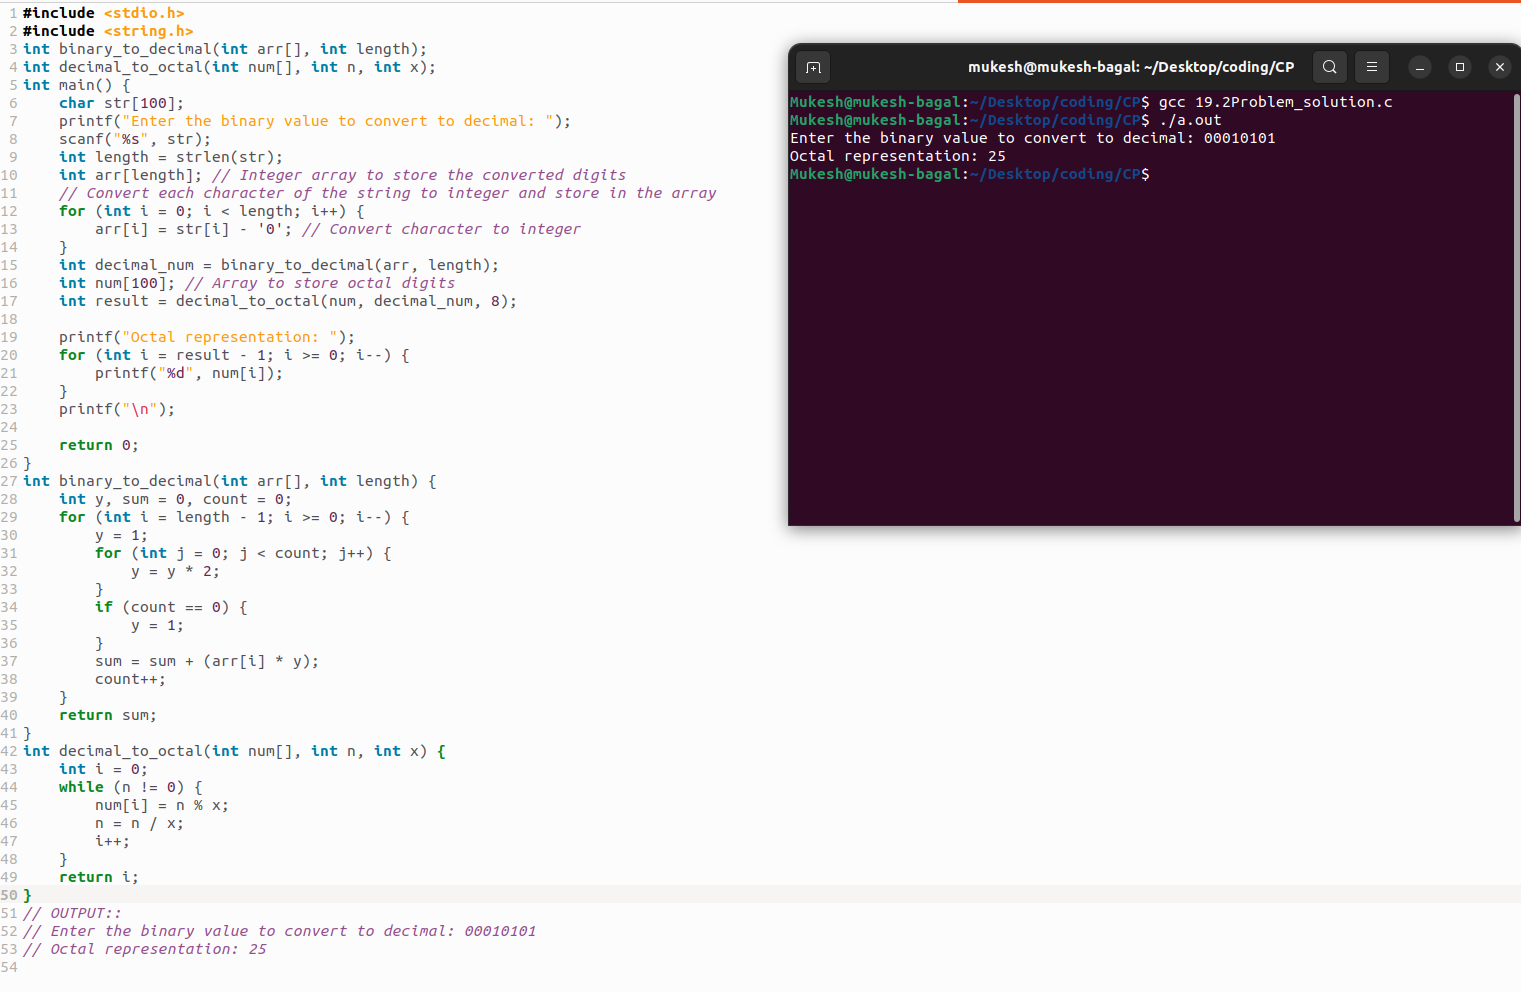 1 #include <stdio.h>
2 #include <string.h>
3 int binary_to_decimal(int arr[], int length);
4 int decimal_to_octal(int num[], int n, int x);
5 int main() {
6     char str[100];
7     printf("Enter the binary value to convert to decimal: ");
8     scanf("%s", str);
9     int length = strlen(str);
10     int arr[length]; // Integer array to store the converted digits
11     // Convert each character of the string to integer and store in the array
12     for (int i = 0; i < length; i++) {
13         arr[i] = str[i] - '0'; // Convert character to integer
14     }
15     int decimal_num = binary_to_decimal(arr, length);
16     int num[100]; // Array to store octal digits
17     int result = decimal_to_octal(num, decimal_num, 8);
18
19     printf("Octal representation: ");
20     for (int i = result - 1; i >= 0; i--) {
21         printf("%d", num[i]);
22     }
23     printf("\n");
24
25     return 0;
26 }
27 int binary_to_decimal(int arr[], int length) {
28     int y, sum = 0, count = 0;
29     for (int i = length - 1; i >= 0; i--) {
30         y = 1;
31         for (int j = 0; j < count; j++) {
32             y = y * 2;
33         }
34         if (count == 0) {
35             y = 1;
36         }
37         sum = sum + (arr[i] * y);
38         count++;
39     }
40     return sum;
41 }
42 int decimal_to_octal(int num[], int n, int x) {
43     int i = 0;
44     while (n != 0) {
45         num[i] = n % x;
46         n = n / x;
47         i++;
48     }
49     return i;
50 }
51 // OUTPUT::
52 // Enter the binary value to convert to decimal: 00010101
53 // Octal representation: 25
54
mukesh@mukesh-bagal: ~/Desktop/coding/CP
Mukesh@mukesh-bagal:~/Desktop/coding/CP$ gcc 19.2Problem_solution.c
Mukesh@mukesh-bagal:~/Desktop/coding/CP$ ./a.out
Enter the binary value to convert to decimal: 00010101
Octal representation: 25
Mukesh@mukesh-bagal:~/Desktop/coding/CP$